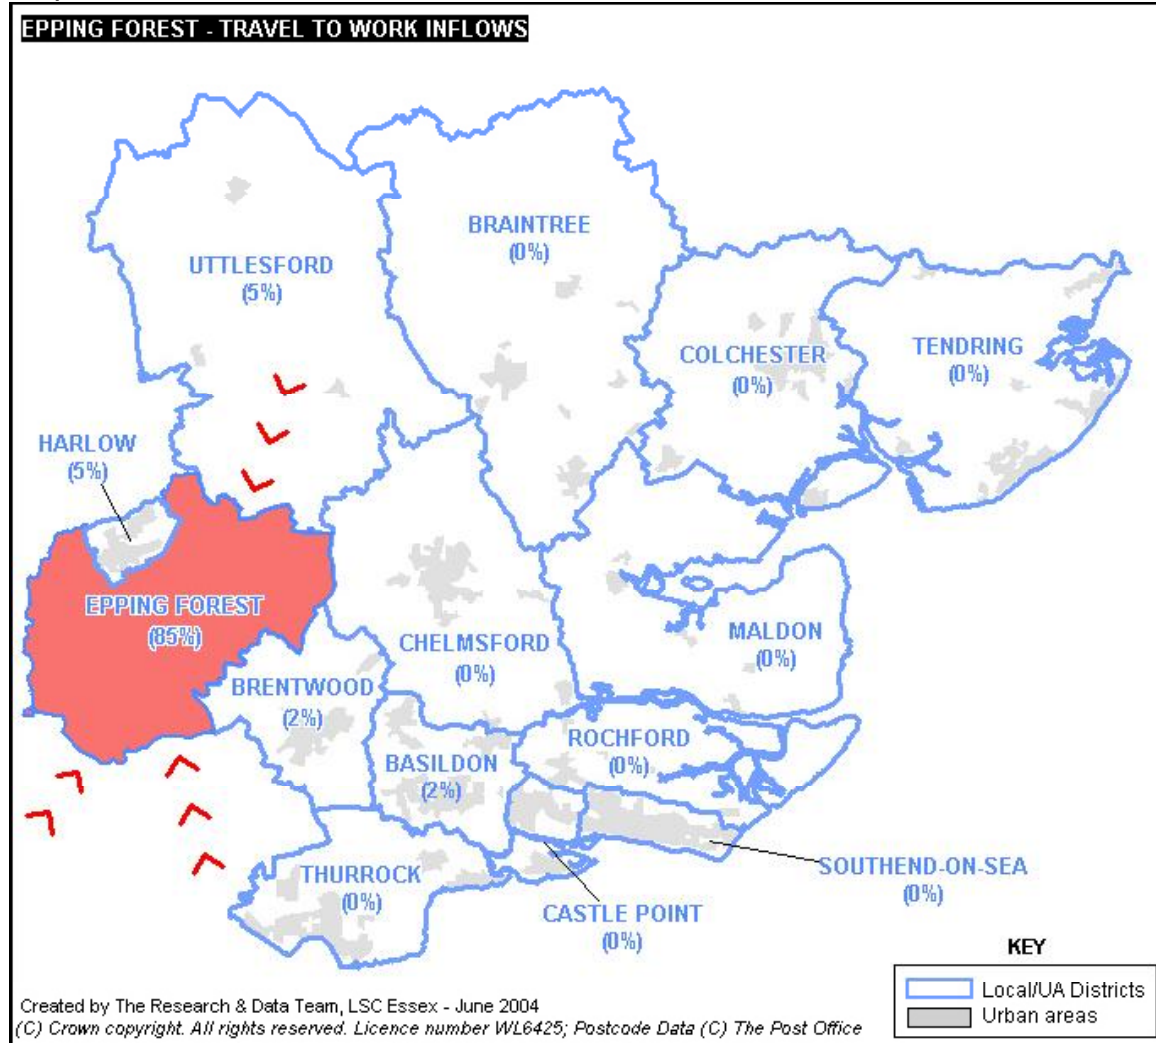 EPPING FOREST - TRAVEL TO WORK INFLOWS
BRAINTREE
(0%)
UTTLESFORD
(5%)
COLCHESTER
(0%)
TENDRING
(0%)
HARLOW
(5%)
EPPING FOREST
(85%)
CHELMSFORD
(0%)
MALDON
(0%)
BRENTWOOD
(2%)
ROCHFORD
(0%)
BASILDON
(2%)
THURROCK
(0%)
SOUTHEND-ON-SEA
(0%)
CASTLE POINT
(0%)
KEY
Local/UA Districts
Urban areas
Created by The Research & Data Team, LSC Essex - June 2004
(C) Crown copyright. All rights reserved. Licence number WL6425; Postcode Data (C) The Post Office